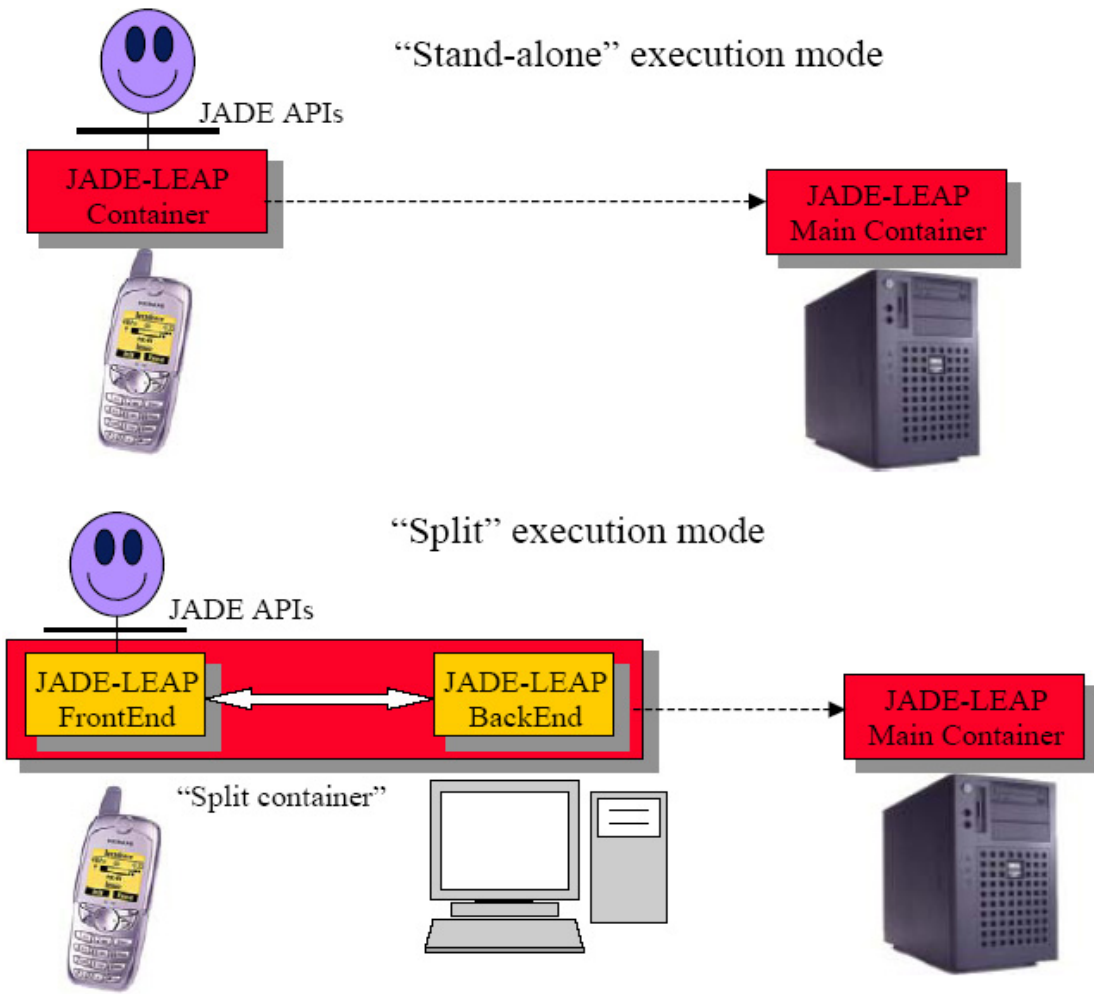 “Stand-alone” execution mode
JADE APIs
JADE-LEAP
Container
JADE-LEAP
Main Container
“Split” execution mode
JADE APIs
JADE-LEAP
FrontEnd
JADE-LEAP
BackEnd
JADE-LEAP
Main Container
“Split container”